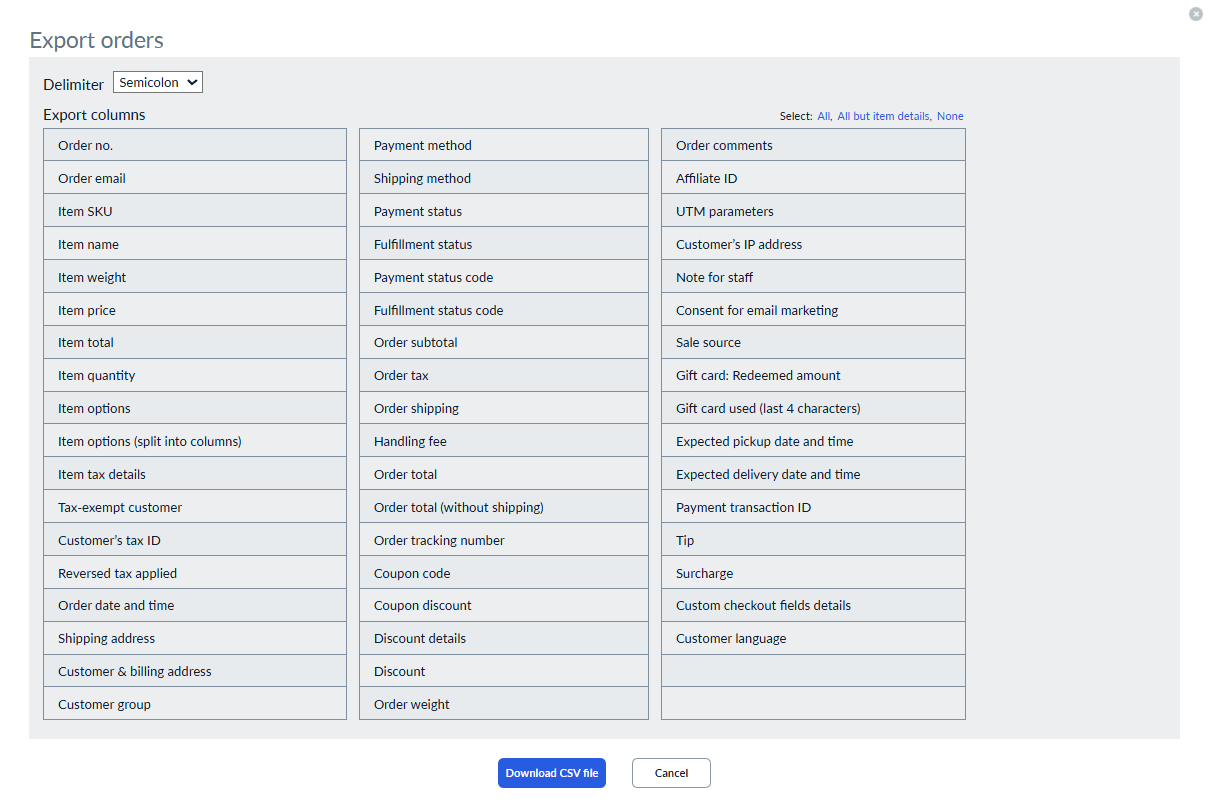 Export orders
Delimiter Semicolon
Export columns
Select: All, All but item details, None
Order no.
Order email
Item SKU
Item name
Item weight
Item price
Item total
Item quantity
Item options
Item options (split into columns)
Item tax details
Tax-exempt customer
Customer's tax ID
Reversed tax applied
Order date and time
Shipping address
Customer & billing address
Customer group
Payment method
Shipping method
Payment status
Fulfillment status
Payment status code
Fulfillment status code
Order subtotal
Order tax
Order shipping
Handling fee
Order total
Order total (without shipping)
Order tracking number
Coupon code
Coupon discount
Discount details
Discount
Order weight
Order comments
Affiliate ID
UTM parameters
Customer's IP address
Note for staff
Consent for email marketing
Sale source
Gift card: Redeemed amount
Gift card used (last 4 characters)
Expected pickup date and time
Expected delivery date and time
Payment transaction ID
Tip
Surcharge
Custom checkout fields details
Customer language
Download CSV file
Cancel